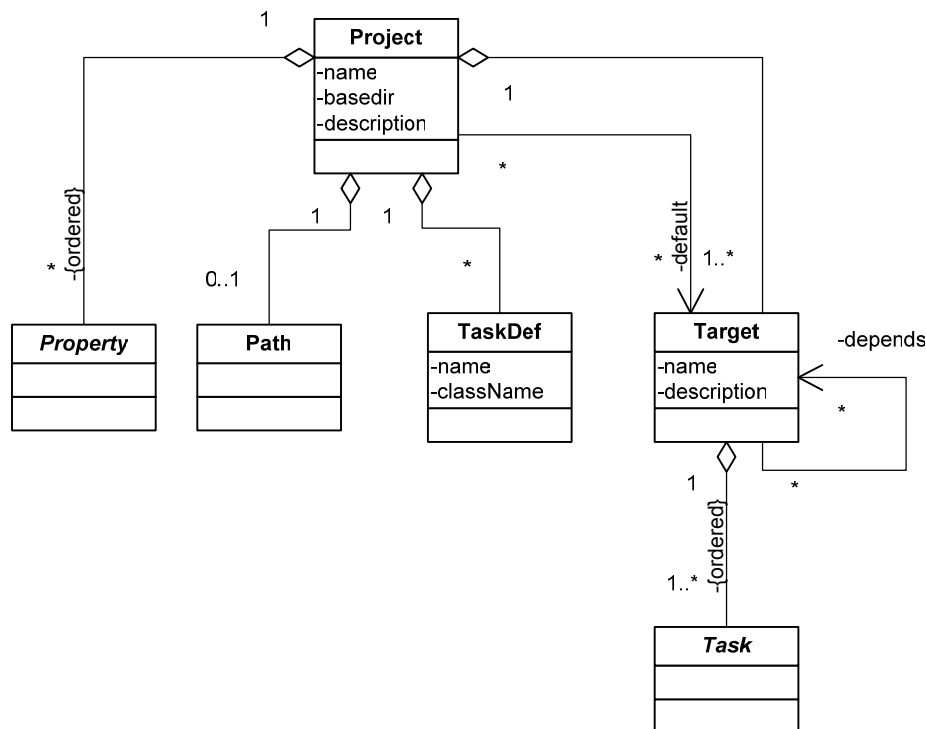 1
Project
-name
-basedir
-description
1
*
1
1
-{ordered}
*
0..1
*
-default
*
1..*
Property
Path
TaskDef
-name
-className
Target
-name
-description
-depends
*
*
1
-{ordered}
1..*
Task